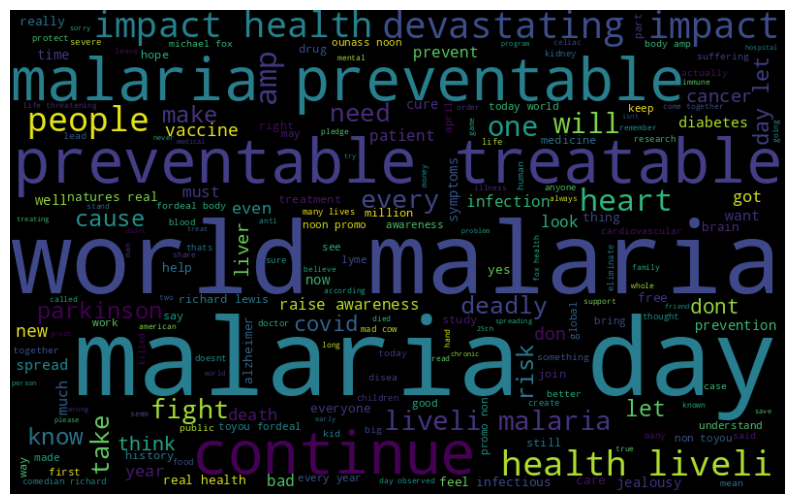 really sorry impact health devastating impact part severe leave
protect michael fox ounass noon program celiac body amp
time hope drug prevent mental suffering actually hospital
malaria preventable amp cancer day let immune
life threatening kidney order today world come together going
people make need cure one will keep isnt
lead vaccine right may pledge april game life diabetes remember
medical never patient medicine research
preventable treatable
try money human
well natures real fordeal body must treatment every symptoms infection illness always anyone heart got
treating stand blood many lives million look thing want
cause even anti noon promo awareness cardiovascular brain
world malaria
didnt treat thats liver see lyme problem yes fox health eliminate family
man share help sure believe now according whole
called two richard lewis raise awareness deadly support free friend dont
parkinson work say american doctor died study don global bring thought prevention
new killed alzheimer covid mad cow hand 25th
together long today read spreading chronic risk something
spread doesnt disea join better case
malaria day
person great much world children create known save
please wrong seem fight death everyone good let many understand
public toyou fordeal kid big liveli malaria promo non
know take think history early still non toyou said
way made first year food true
continue health liveli
comedian richard real health bad every year day observed feel infectious care jealousy mean